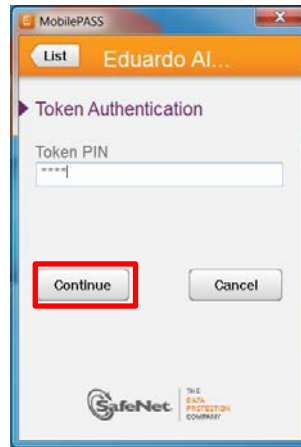 MobilePASS
List Eduardo Al...
Token Authentication
Token PIN
****
Continue Cancel
SafeNet
THE
DATA
PROTECTION
COMPANY